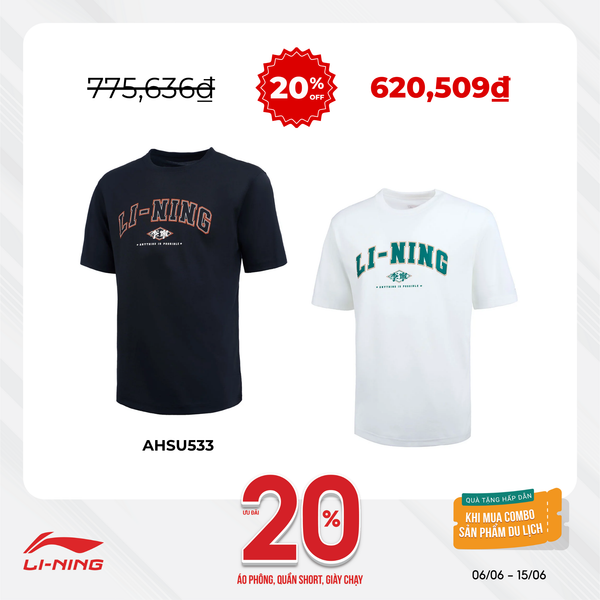 775,636₫
20%
OFF
620,509₫
LI-NING
ANYTHING IS POSSIBLE
LI-NING
ANYTHING IS POSSIBLE
AHSU533
ƯU ĐÃI
20%
ÁO PHÔNG, QUẦN SHORT, GIÀY CHẠY
LI-NING
QUÀ TẶNG HẤP DẪN
KHI MUA COMBO
SẢN PHẨM DU LỊCH
06/06 – 15/06